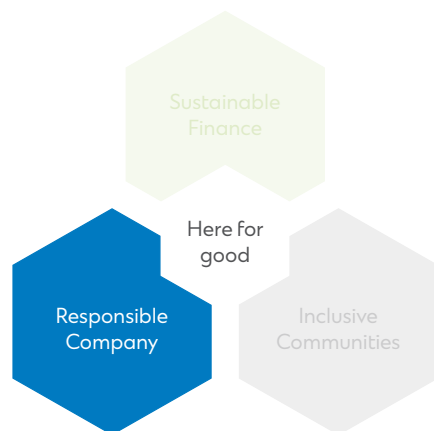 Sustainable
Finance
Here for
good
Responsible
Company
Inclusive
Communities